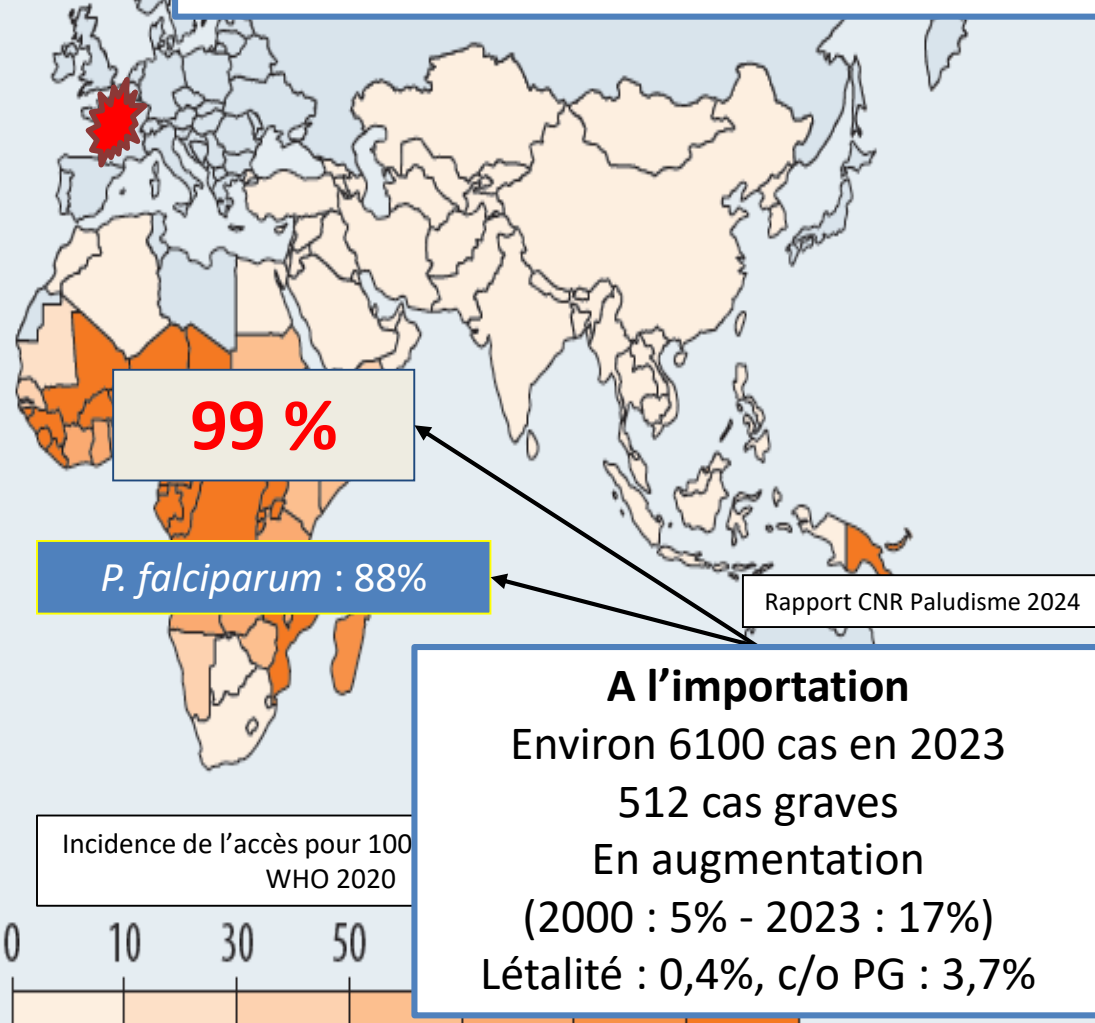 99 %
P. falciparum : 88%
Rapport CNR Paludisme 2024
A l’importation
Environ 6100 cas en 2023
512 cas graves
En augmentation
(2000 : 5% - 2023 : 17%)
Létalité : 0,4%, c/o PG : 3,7%
Incidence de l’accès pour 100
WHO 2020
0 10 30 50